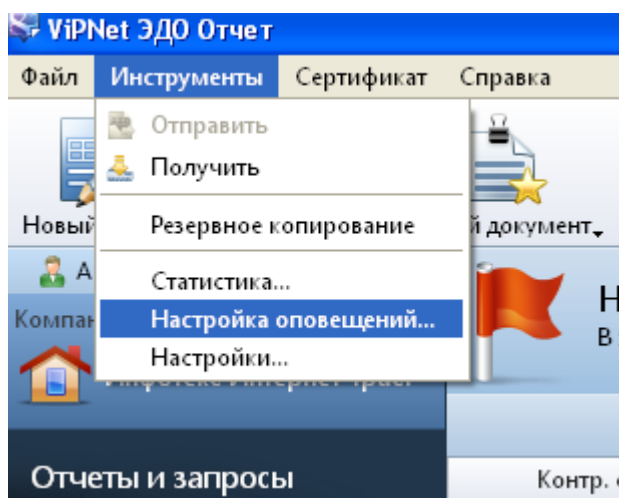 ViPNet ЭДО Отчет
Файл Инструменты Сертификат Справка
Отправить
Получить
Новый
Резервное копирование
документ
Статистика...
Компан
Настройка оповещений...
Настройки...
Отчеты и запросы
Контр.